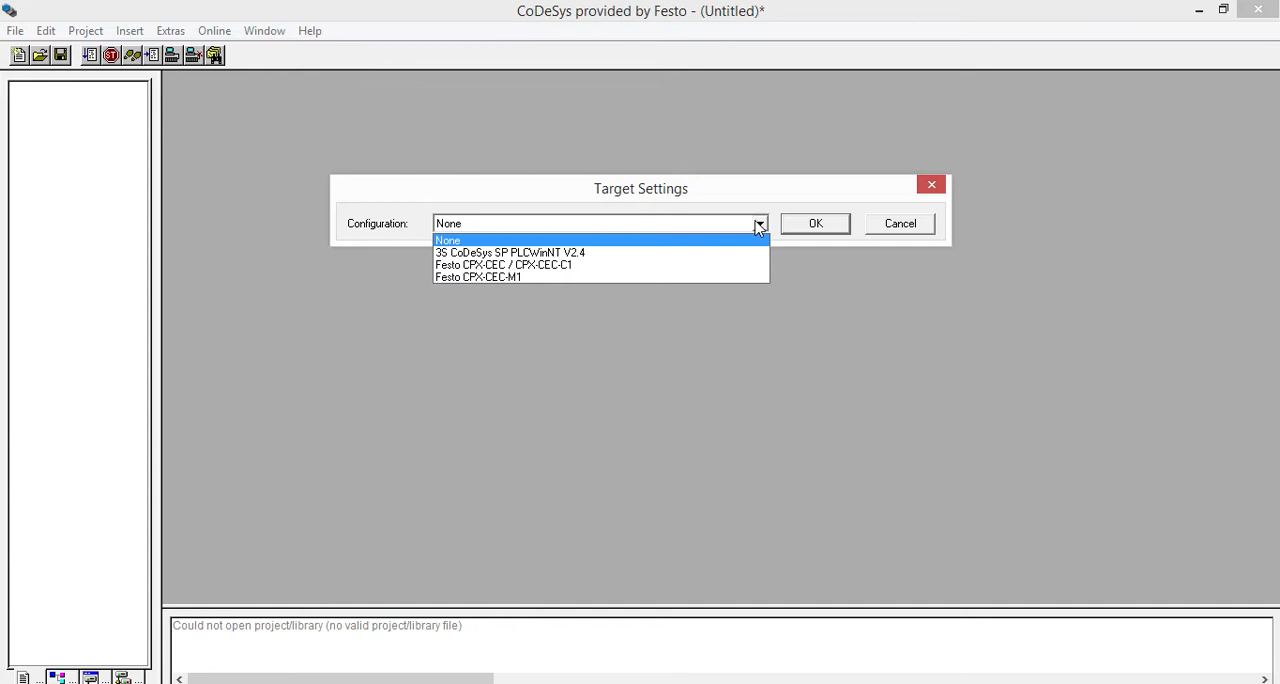 CoDeSys provided by Festo - (Untitled)*
File Edit Project Insert Extras Online Window Help
Target Settings
Configuration: None OK Cancel
None
3S CoDeSys SP PLCWinNT V2.4
Festo CPX-CEC / CPX-CEC-C1
Festo CPX-CEC-M1
Could not open project/library (no valid project/library file)